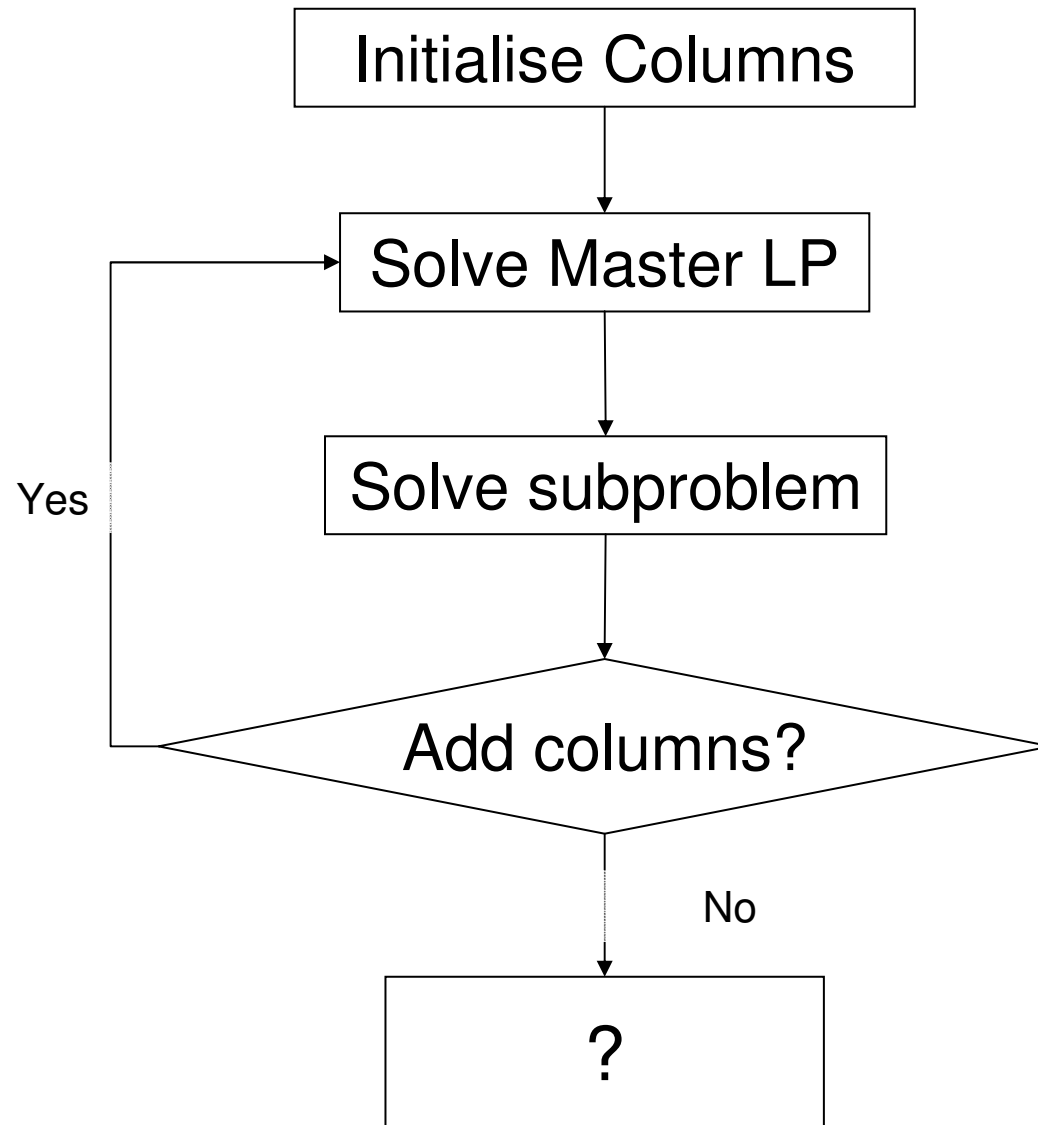 Initialise Columns
Solve Master LP
Solve subproblem
Yes
Add columns?
No
?